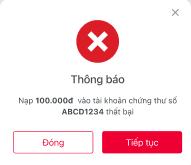 Thông báo
Nạp 100.000đ vào tài khoản chứng thư số
ABCD1234 thất bại
Đóng
Tiếp tục